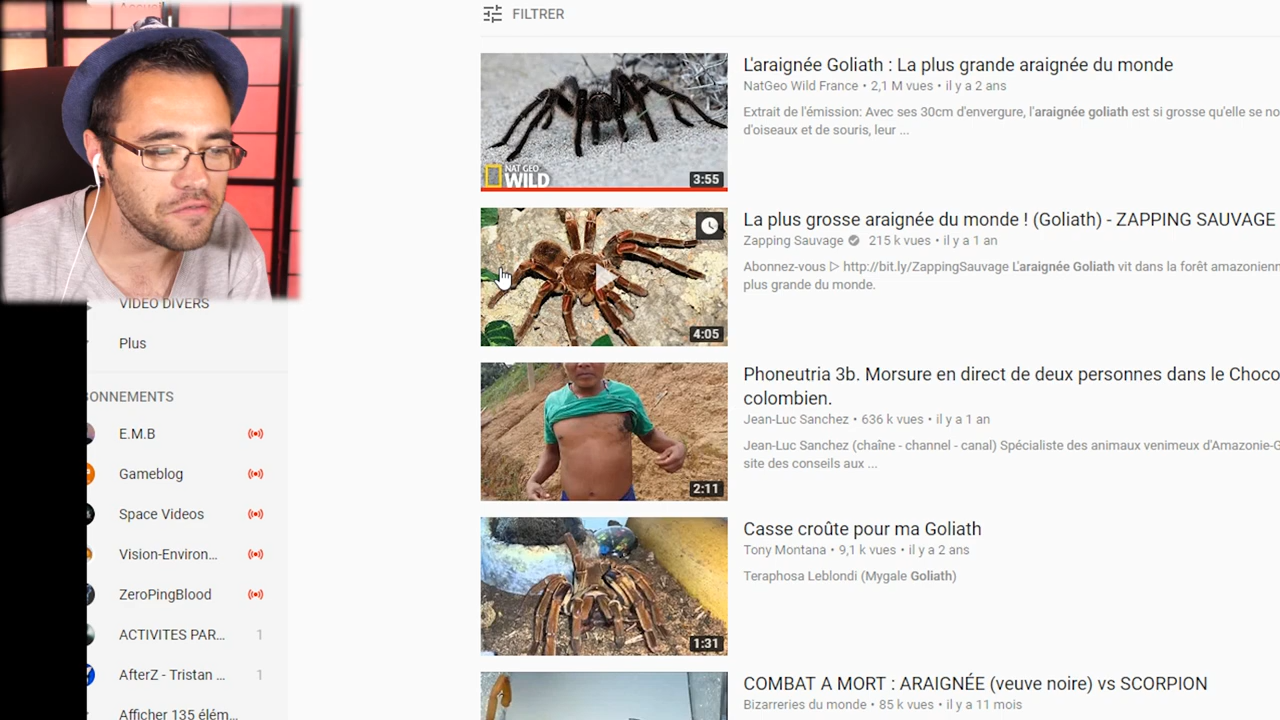 Accueil
FILTRER
L'araignée Goliath : La plus grande araignée du monde
NatGeo Wild France • 2,1 M vues • il y a 2 ans
Extrait de l'émission: Avec ses 30cm d'envergure, l'araignée goliath est si grosse qu'elle se no
d'oiseaux et de souris, leur ...
NAT GEO
WILD
3:55
La plus grosse araignée du monde ! (Goliath) - ZAPPING SAUVAGE
Zapping Sauvage 215 k vues • il y a 1 an
Abonnez-vous ▷ http://bit.ly/ZappingSauvage L'araignée Goliath vit dans la forêt amazonienn
plus grande du monde.
4:05
Phoneutria 3b. Morsure en direct de deux personnes dans le Choco
colombien.
Jean-Luc Sanchez • 636 k vues • il y a 1 an
Jean-Luc Sanchez (chaîne - channel - canal) Spécialiste des animaux venimeux d'Amazonie-G
site des conseils aux ...
2:11
Casse croûte pour ma Goliath
Tony Montana • 9,1 k vues • il y a 2 ans
Teraphosa Leblondi (Mygale Goliath)
1:31
COMBAT A MORT : ARAIGNÉE (veuve noire) vs SCORPION
Bizarreries du monde • 85 k vues • il y a 11 mois
VIDEO DIVERS
Plus
BONNEMENTS
E.M.B
Gameblog
Space Videos
Vision-Environ...
ZeroPingBlood
ACTIVITES PAR... 1
AfterZ - Tristan ... 1
Afficher 135 élém...